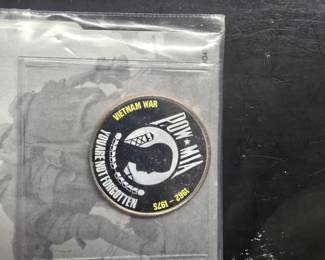 VIETNAM WAR
POW ★ MIA
1962 - 1975
YOU ARE NOT FORGOTTEN